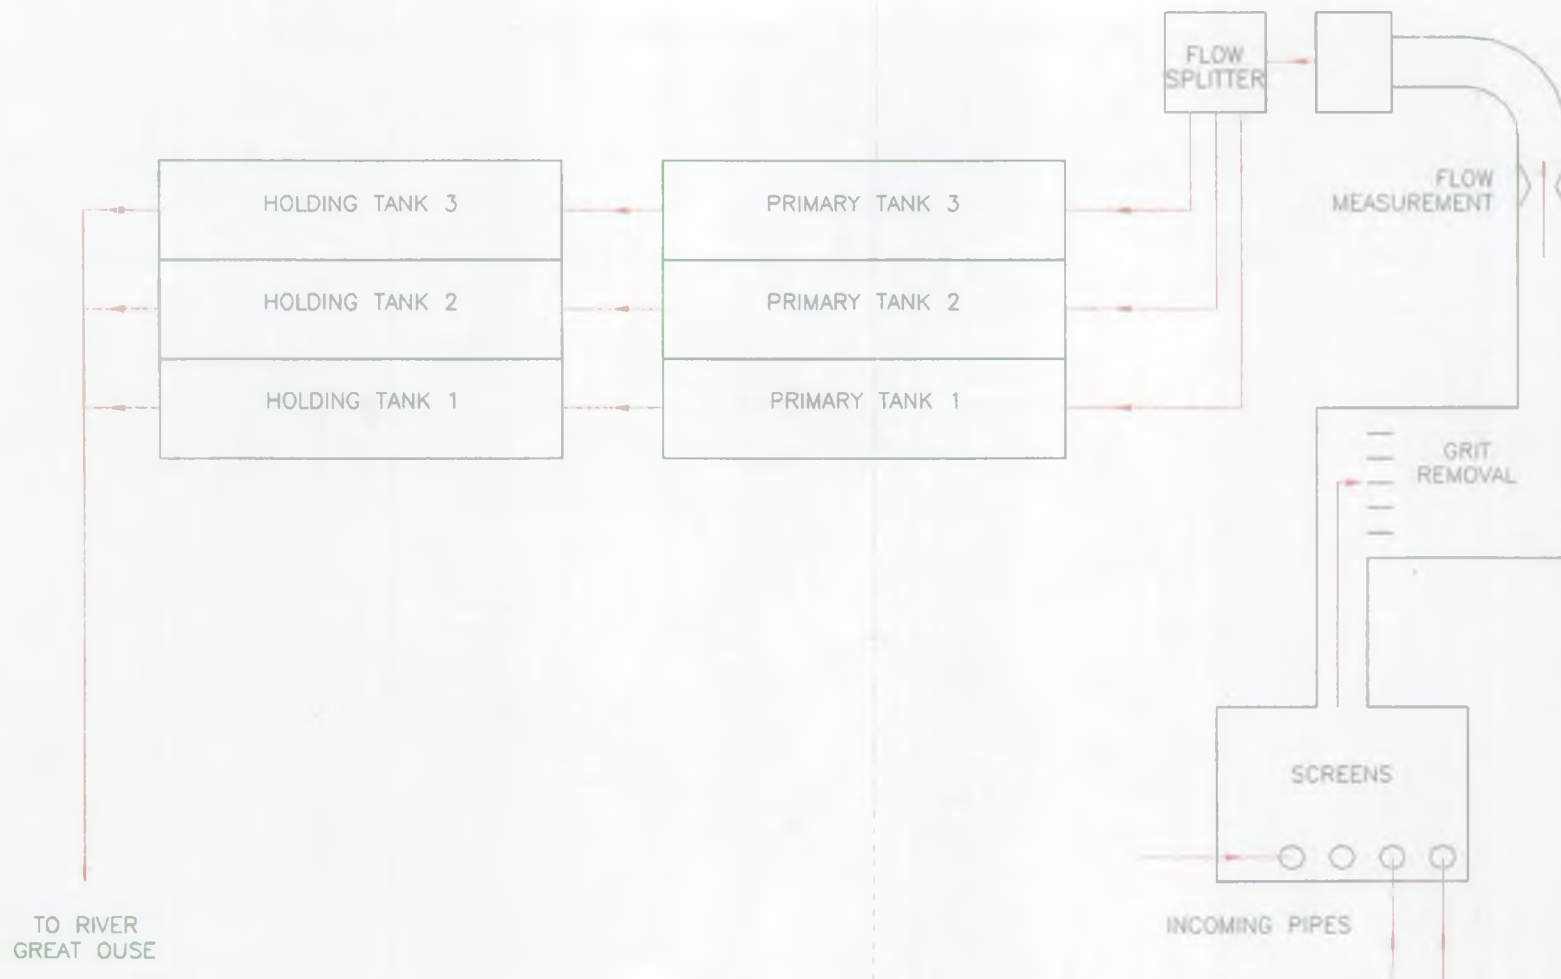 FLOW
SPLITTER
HOLDING TANK 3
PRIMARY TANK 3
FLOW
MEASUREMENT
HOLDING TANK 2
PRIMARY TANK 2
HOLDING TANK 1
PRIMARY TANK 1
GRIT
REMOVAL
SCREENS
TO RIVER
GREAT OUSE
INCOMING PIPES